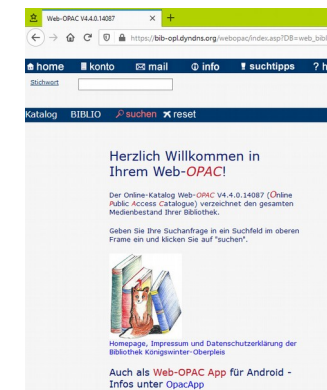 Web-OPAC V4.4.0.14087
https://bib-opl.dyndns.org/webopac/index.asp?DB=web_bibl
home konto mail info suchtipps ? h
Stichwort
Katalog BIBLIO suchen reset
Herzlich Willkommen in
Ihrem Web-OPAC!
Der Online-Katalog Web-OPAC V4.4.0.14087 (Online
Public Access Catalogue) verzeichnet den gesamten
Medienbestand Ihrer Bibliothek.
Geben Sie Ihre Suchanfrage in ein Suchfeld im oberen
Frame ein und klicken Sie auf "suchen".
Homepage, Impressum und Datenschutzerklärung der
Bibliothek Königswinter-Oberpleis
Auch als Web-OPAC App für Android -
Infos unter OpacApp